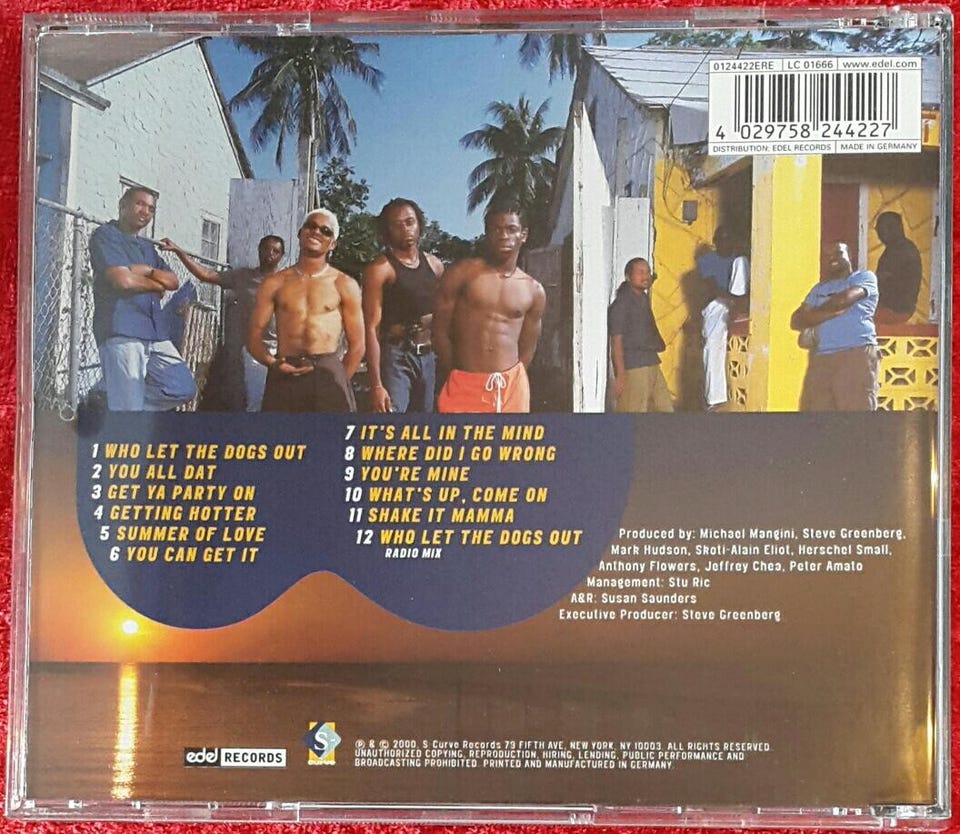 0124422ERE LC 01666 www.edel.com
4 029758 244227
DISTRIBUTION: EDEL RECORDS MADE IN GERMANY
1 WHO LET THE DOGS OUT
2 YOU ALL DAT
3 GET YA PARTY ON
4 GETTING HOTTER
5 SUMMER OF LOVE
6 YOU CAN GET IT
7 IT'S ALL IN THE MIND
8 WHERE DID I GO WRONG
9 YOU'RE MINE
10 WHAT'S UP, COME ON
11 SHAKE IT MAMMA
12 WHO LET THE DOGS OUT
RADIO MIX
Produced by: Michael Mangini, Steve Greenberg,
Mark Hudson, Skoti-Alain Eliot, Herschel Small,
Anthony Flowers, Jeffrey Chea, Peter Amato
Management: Stu Ric
A&R: Susan Saunders
Executive Producer: Steve Greenberg
edel RECORDS
S
curve
℗ & © 2000, S Curve Records 73 FIFTH AVE, NEW YORK, NY 10003. ALL RIGHTS RESERVED.
UNAUTHORIZED COPYING, REPRODUCTION, HIRING, LENDING, PUBLIC PERFORMANCE AND
BROADCASTING PROHIBITED. PRINTED AND MANUFACTURED IN GERMANY.